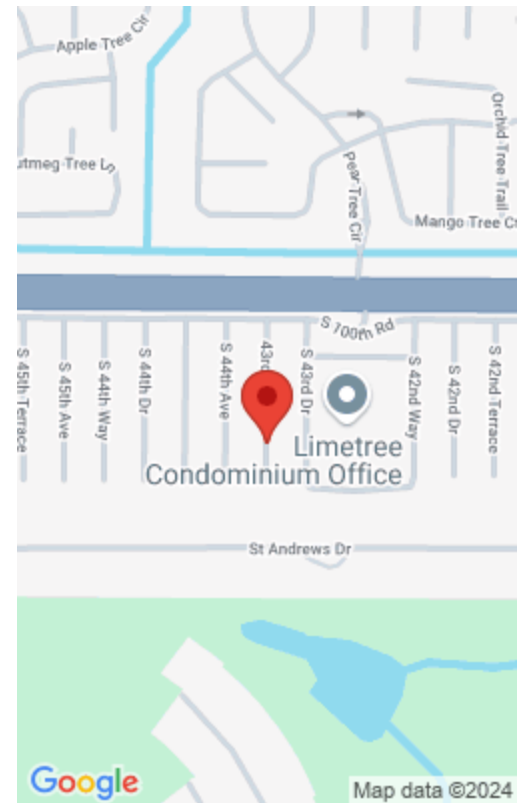 Apple Tree Cir
Orchid Tree Trail
utmeg Tree Ln
Pear Tree Cir
Mango Tree C
S 100th Rd
S 45th Terrace
S 45th Ave
S 44th Way
S 44th Dr
S 44th Ave
43rd
S 43rd Dr
S 42nd Way
S 42nd Dr
S 42nd Terrace
Limetree
Condominium Office
St Andrews Dr
Google
Map data ©2024